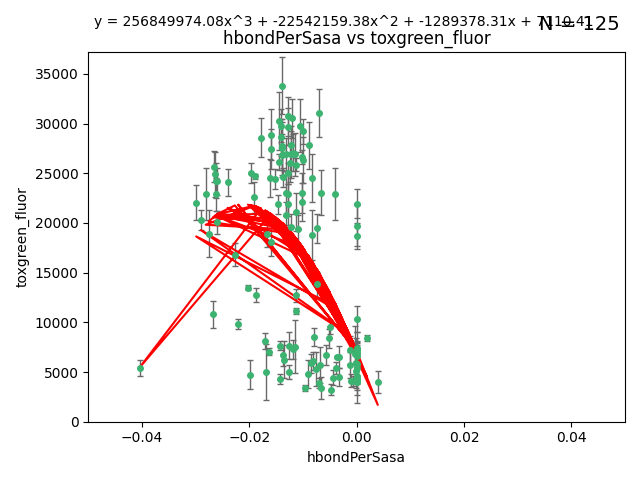 y = 256849974.08x^3 + -22542159.38x^2 + -1289378.31x +
N = 125
hbondPerSasa vs toxgreen_fluor
35000
30000
25000
20000
15000
10000
5000
0
toxgreen_fluor
−0.04
−0.02
0.00
0.02
0.04
hbondPerSasa